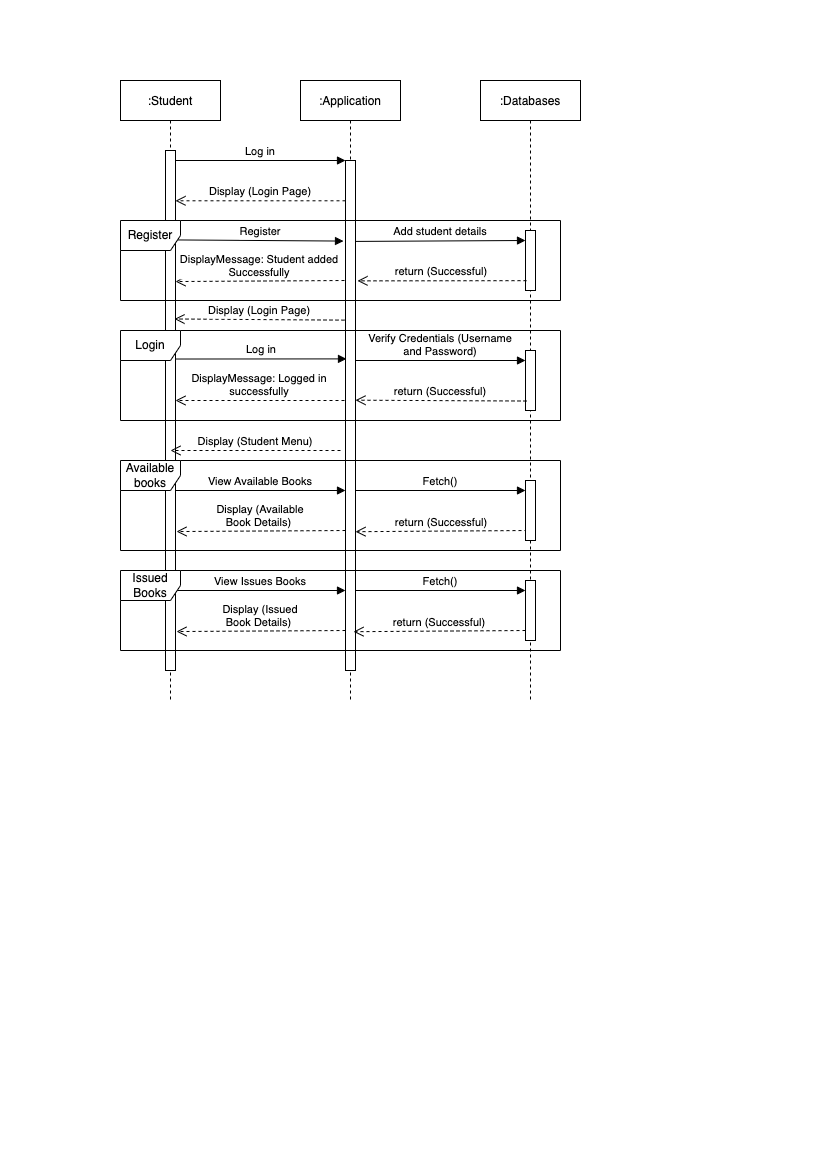 :Student
:Application
:Databases
Log in
Display (Login Page)
Register
Register
Add student details
DisplayMessage: Student added
Successfully
return (Successful)
Display (Login Page)
Login
Log in
Verify Credentials (Username
and Password)
DisplayMessage: Logged in
successfully
return (Successful)
Display (Student Menu)
Available
books
View Available Books
Fetch()
Display (Available
Book Details)
return (Successful)
Issued
Books
View Issues Books
Fetch()
Display (Issued
Book Details)
return (Successful)